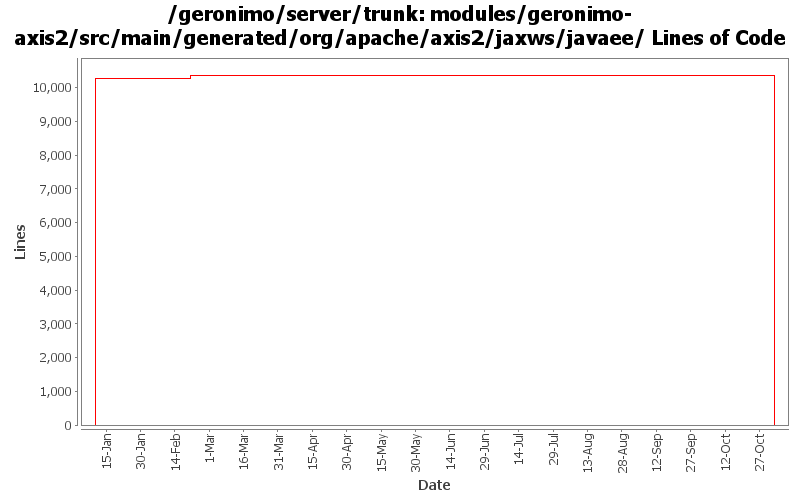 /geronimo/server/trunk: modules/geronimo-
axis2/src/main/generated/org/apache/axis2/jaxws/javaee/ Lines of Code
10,000
9,000
8,000
7,000
6,000
5,000
4,000
3,000
2,000
1,000
0
Lines
15-Jan
30-Jan
14-Feb
1-Mar
16-Mar
31-Mar
15-Apr
30-Apr
15-May
30-May
14-Jun
29-Jun
14-Jul
29-Jul
13-Aug
28-Aug
12-Sep
27-Sep
12-Oct
27-Oct
Date